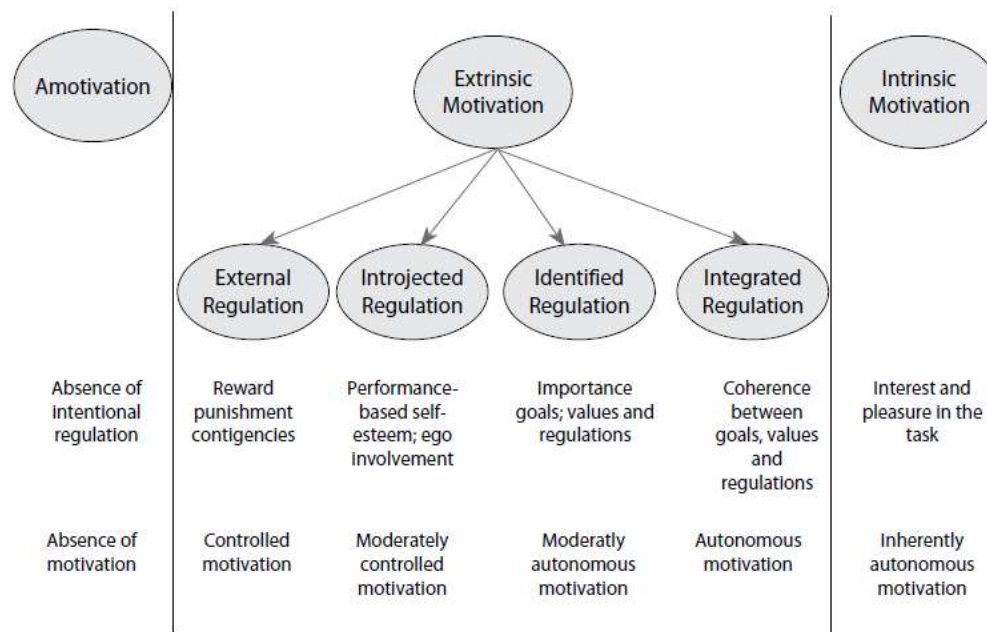 Amotivation
Extrinsic
Motivation
Intrinsic
Motivation
External
Regulation
Introjected
Regulation
Identified
Regulation
Integrated
Regulation
Absence of
intentional
regulation
Reward
punishment
contigencies
Performance-
based self-
esteem; ego
involvement
Importance
goals; values and
regulations
Coherence
between
goals, values
and
regulations
Interest and
pleasure in the
task
Absence of
motivation
Controlled
motivation
Moderately
controlled
motivation
Moderatly
autonomous
motivation
Autonomous
motivation
Inherently
autonomous
motivation